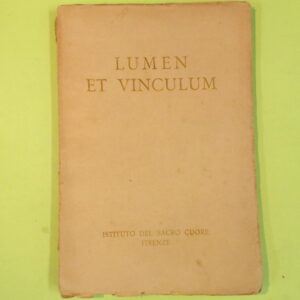 LUMEN
ET VINCULUM
ISTITUTO DEL SACRO CUORE
FIRENZE